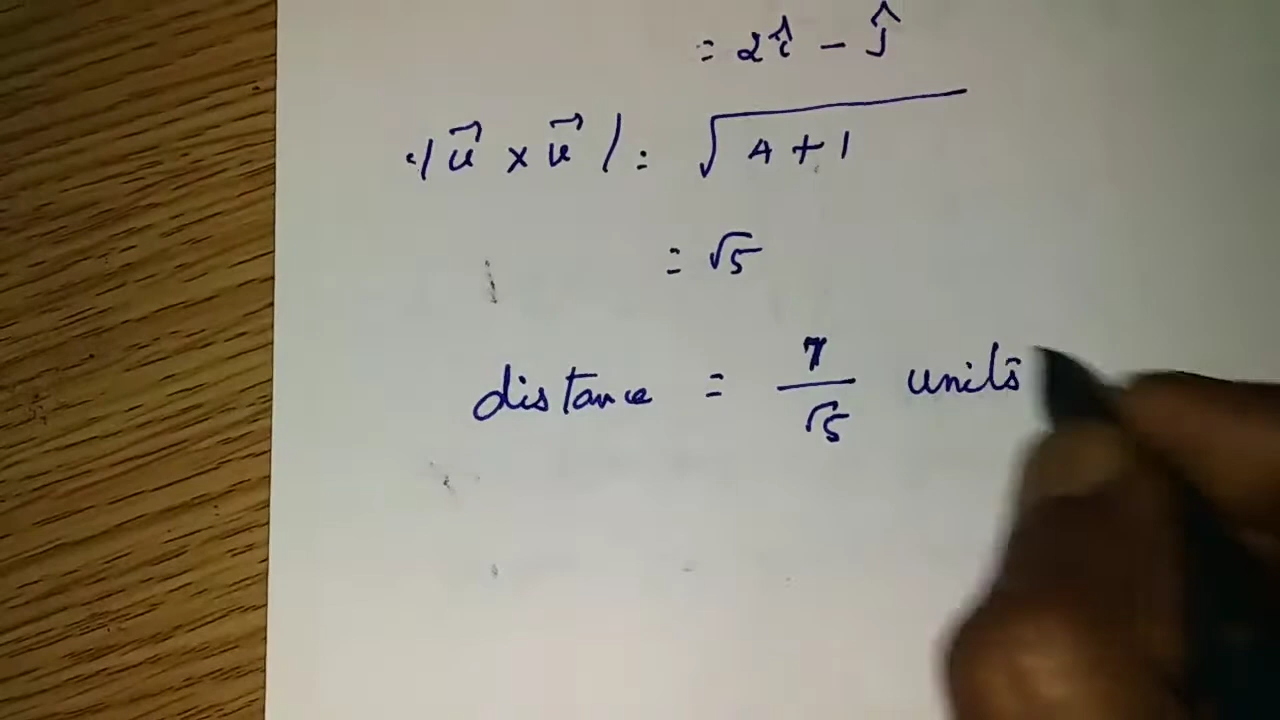 = 2î − ĵ
|u⃗ × v⃗| = √4 + 1
= √5
distance = 7/√5 units